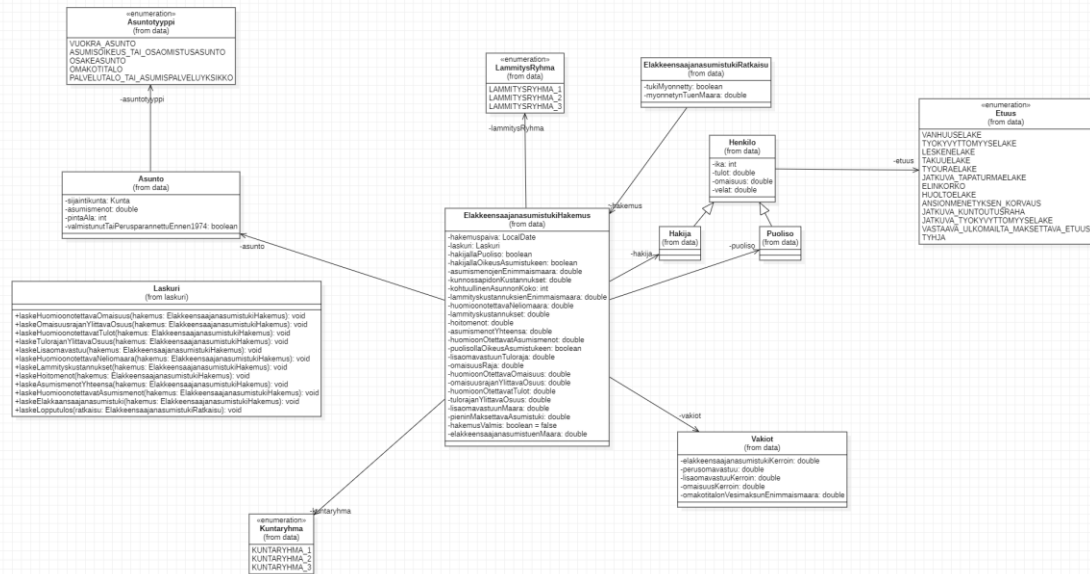 «enumeration»
Asuntotyyppi
(from data)
VUOKRA_ASUNTO
ASUMISOIKEUS_TAI_OSAOMISTUSASUNTO
OSAKEASUNTO
OMAKOTITALO
PALVELUTALO_TAI_ASUMISPALVELUYKSIKKO
-asuntotyyppi
«enumeration»
LammitysRyhma
(from data)
LAMMITYSRYHMA_1
LAMMITYSRYHMA_2
LAMMITYSRYHMA_3
-lammitysRyhma
ElakkeensaajanasumistukiRatkaisu
(from data)
-tukiMyonnetty: boolean
-myonnetynTuenMaara: double
-hakemus
Henkilo
(from data)
-ika: int
-tulot: double
-omaisuus: double
-velat: double
-etuus
«enumeration»
Etuus
(from data)
VANHUUSELAKE
TYOKYVYTTOMYYSELAKE
LESKENELAKE
TAKUUELAKE
TYOURAELAKE
JATKUVA_TAPATURMAELAKE
ELINKORKO
HUOLTOELAKE
ANSIONMENETYKSEN_KORVAUS
JATKUVA_KUNTOUTUSRAHA
JATKUVA_TYOKYVYTTOMYYSELAKE
VASTAAVA_ULKOMAILTA_MAKSETTAVA_ETUUS
TYHJA
Asunto
(from data)
-sijaintikunta: Kunta
-asumismenot: double
-pintaAla: int
-valmistunutTaiPerusparannettuEnnen1974: boolean
-asunto
Hakija
(from data)
-hakija
Puoliso
(from data)
-puoliso
ElakkeensaajanasumistukiHakemus
(from data)
-hakemuspaiva: LocalDate
-laskuri: Laskuri
-hakijallaPuoliso: boolean
-hakijallaOikeusAsumistukeen: boolean
-asumismenojenEnimmaismaara: double
-kunnossapidonKustannukset: double
-kohtuullinenAsunnonKoko: int
-lammityskustannuksienEnimmaismaara: double
-huomioonotettavaNeliomaara: double
-lammityskustannukset: double
-hoitomenot: double
-asumismenotYhteensa: double
-huomioonOtettavatAsumismenot: double
-puolisollaOikeusAsumistukeen: boolean
-lisaomavastuunTuloraja: double
-omaisuusRaja: double
-huomioonOtettavaOmaisuus: double
-omaisuusrajanYlittavaOsuus: double
-huomioonOtettavatTulot: double
-tulorajanYlittavaOsuus: double
-lisaomavastuunMaara: double
-pieninMaksettavaAsumistuki: double
-hakemusValmis: boolean = false
-elakkeensaajanasumistuenMaara: double
Laskuri
(from laskuri)
+laskeHuomioonotettavaOmaisuus(hakemus: ElakkeensaajanasumistukiHakemus): void
+laskeOmaisuusrajanYlittavaOsuus(hakemus: ElakkeensaajanasumistukiHakemus): void
+laskeHuomioonotettavatTulot(hakemus: ElakkeensaajanasumistukiHakemus): void
+laskeTulorajanYlittavaOsuus(hakemus: ElakkeensaajanasumistukiHakemus): void
+laskeLisaomavastuu(hakemus: ElakkeensaajanasumistukiHakemus): void
+laskeHuomioonotettavaNeliomaara(hakemus: ElakkeensaajanasumistukiHakemus): void
+laskeLammityskustannukset(hakemus: ElakkeensaajanasumistukiHakemus): void
+laskeHoitomenot(hakemus: ElakkeensaajanasumistukiHakemus): void
+laskeAsumismenotYhteensa(hakemus: ElakkeensaajanasumistukiHakemus): void
+laskeHuomioonotettavatAsumismenot(hakemus: ElakkeensaajanasumistukiHakemus): void
+laskeElakkaansaajanasumistuki(hakemus: ElakkeensaajanasumistukiHakemus): void
+laskeLopputulos(ratkaisu: ElakkeensaajanasumistukiRatkaisu): void
-vakiot
Vakiot
(from data)
-elakkeensaajanasumistukiKerroin: double
-perusomavastuu: double
-lisaomavastuuKerroin: double
-omaisuusKerroin: double
-omakotitalonVesimaksunEnimmaismaara: double
-kuntaryhma
«enumeration»
Kuntaryhma
(from data)
KUNTARYHMA_1
KUNTARYHMA_2
KUNTARYHMA_3